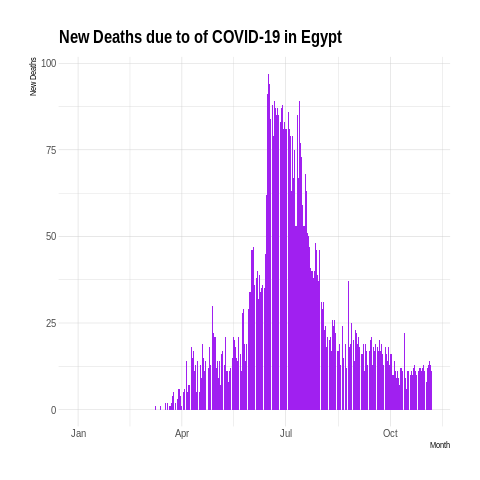 New Deaths due to of COVID-19 in Egypt
New Deaths
100
75
50
25
0
Jan Apr Jul Oct
Month